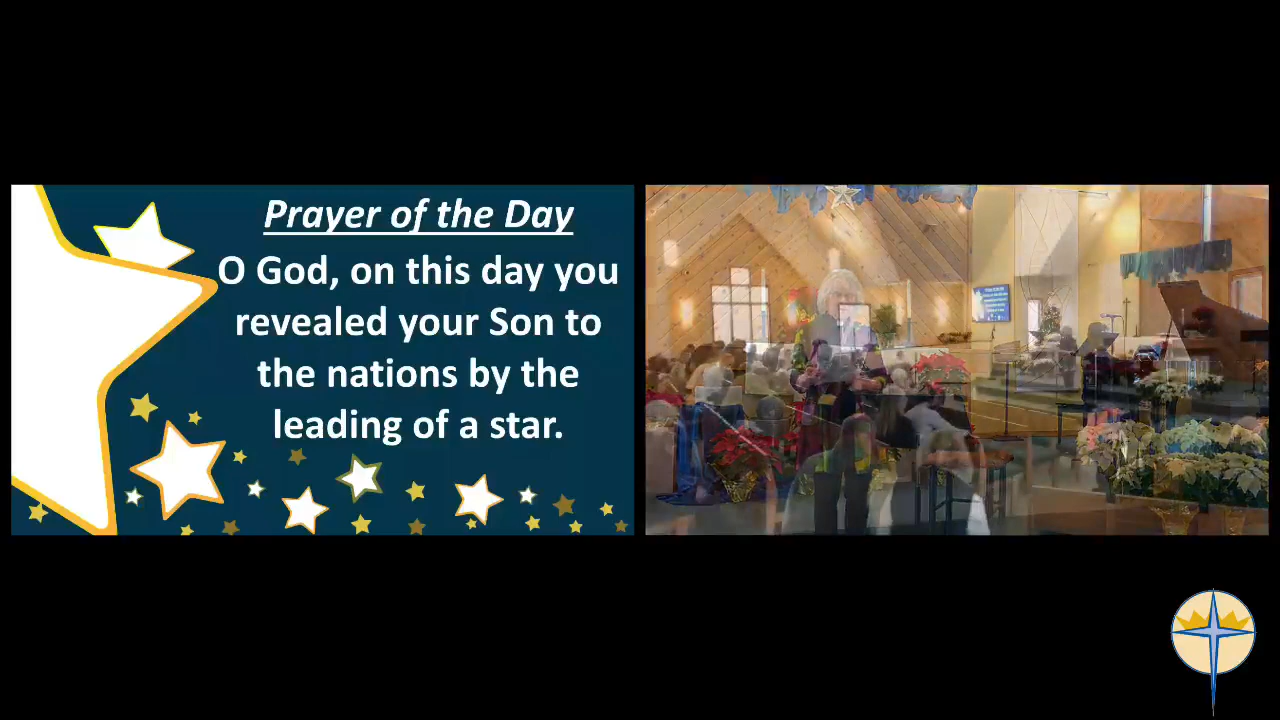 Prayer of the Day
O God, on this day you
revealed your Son to
the nations by the
leading of a star.